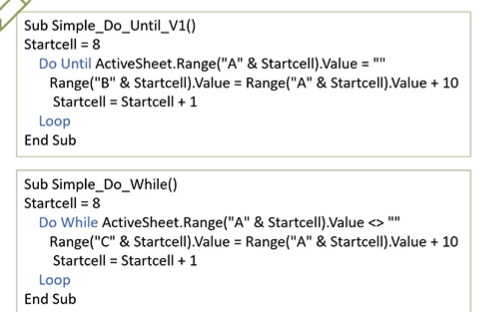 Sub Simple_Do_Until_V1()
Startcell = 8
Do Until ActiveSheet.Range("A" & Startcell).Value = ""
Range("B" & Startcell).Value = Range("A" & Startcell).Value + 10
Startcell = Startcell + 1
Loop
End Sub
Sub Simple_Do_While()
Startcell = 8
Do While ActiveSheet.Range("A" & Startcell).Value <> ""
Range("C" & Startcell).Value = Range("A" & Startcell).Value + 10
Startcell = Startcell + 1
Loop
End Sub